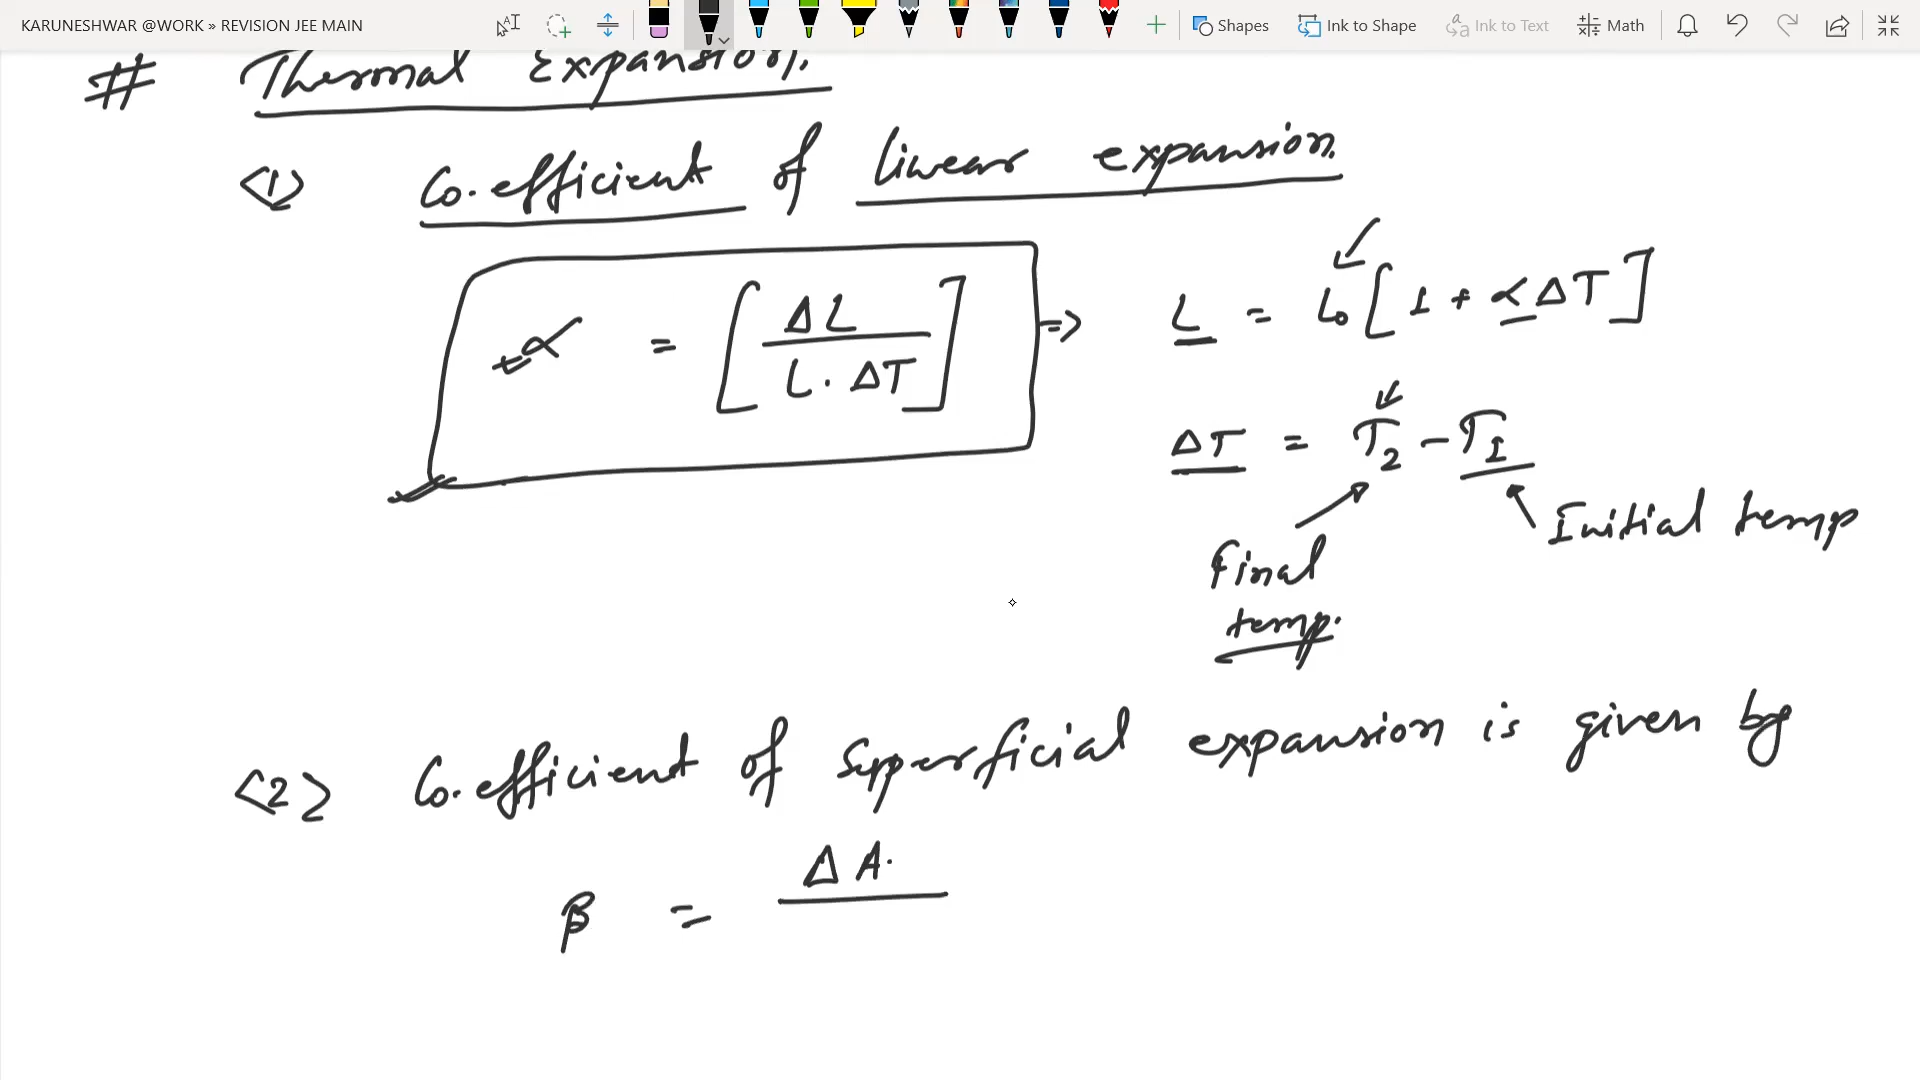 KARUNESHWAR @WORK » REVISION JEE MAIN Shapes Ink to Shape Ink to Text Math
# Thermal Expansion.
<1> Co-efficient of linear expansion.
α = [ΔL / L · ΔT] => L = L₀[1 + αΔT]
ΔT = T₂ - T₁
Initial temp
final
temp.
<2> Co-efficient of Superficial expansion is given by
β = ΔA.